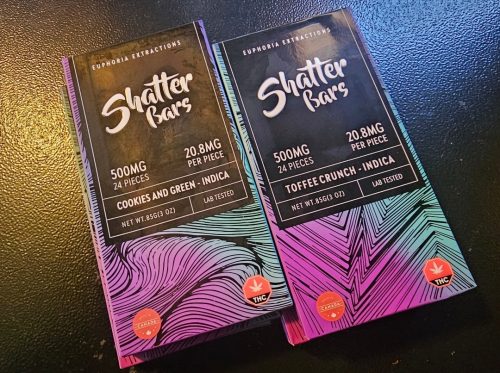 EUPHORIA EXTRACTIONS
Shatter
Bars
500MG
24 PIECES
20.8MG
PER PIECE
COOKIES AND GREEN - INDICA
NET WT. 85G(3 OZ)
LAB TESTED
CANADA
THC
EUPHORIA EXTRACTIONS
Shatter
Bars
500MG
24 PIECES
20.8MG
PER PIECE
TOFFEE CRUNCH - INDICA
NET WT. 85G(3 OZ)
LAB TESTED
CANADA
THC